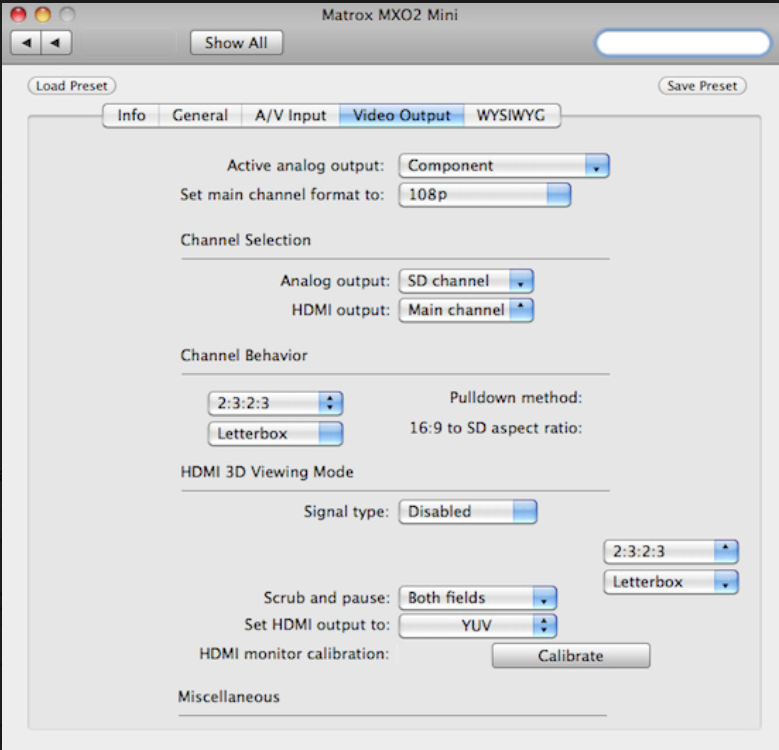 Matrox MXO2 Mini
Show All
Load Preset
Save Preset
Info General A/V Input Video Output WYSIWYG
Active analog output: Component
Set main channel format to: 108p
Channel Selection
Analog output: SD channel
HDMI output: Main channel
Channel Behavior
2:3:2:3 Pulldown method:
Letterbox 16:9 to SD aspect ratio:
HDMI 3D Viewing Mode
Signal type: Disabled
2:3:2:3
Letterbox
Scrub and pause: Both fields
Set HDMI output to: YUV
HDMI monitor calibration: Calibrate
Miscellaneous